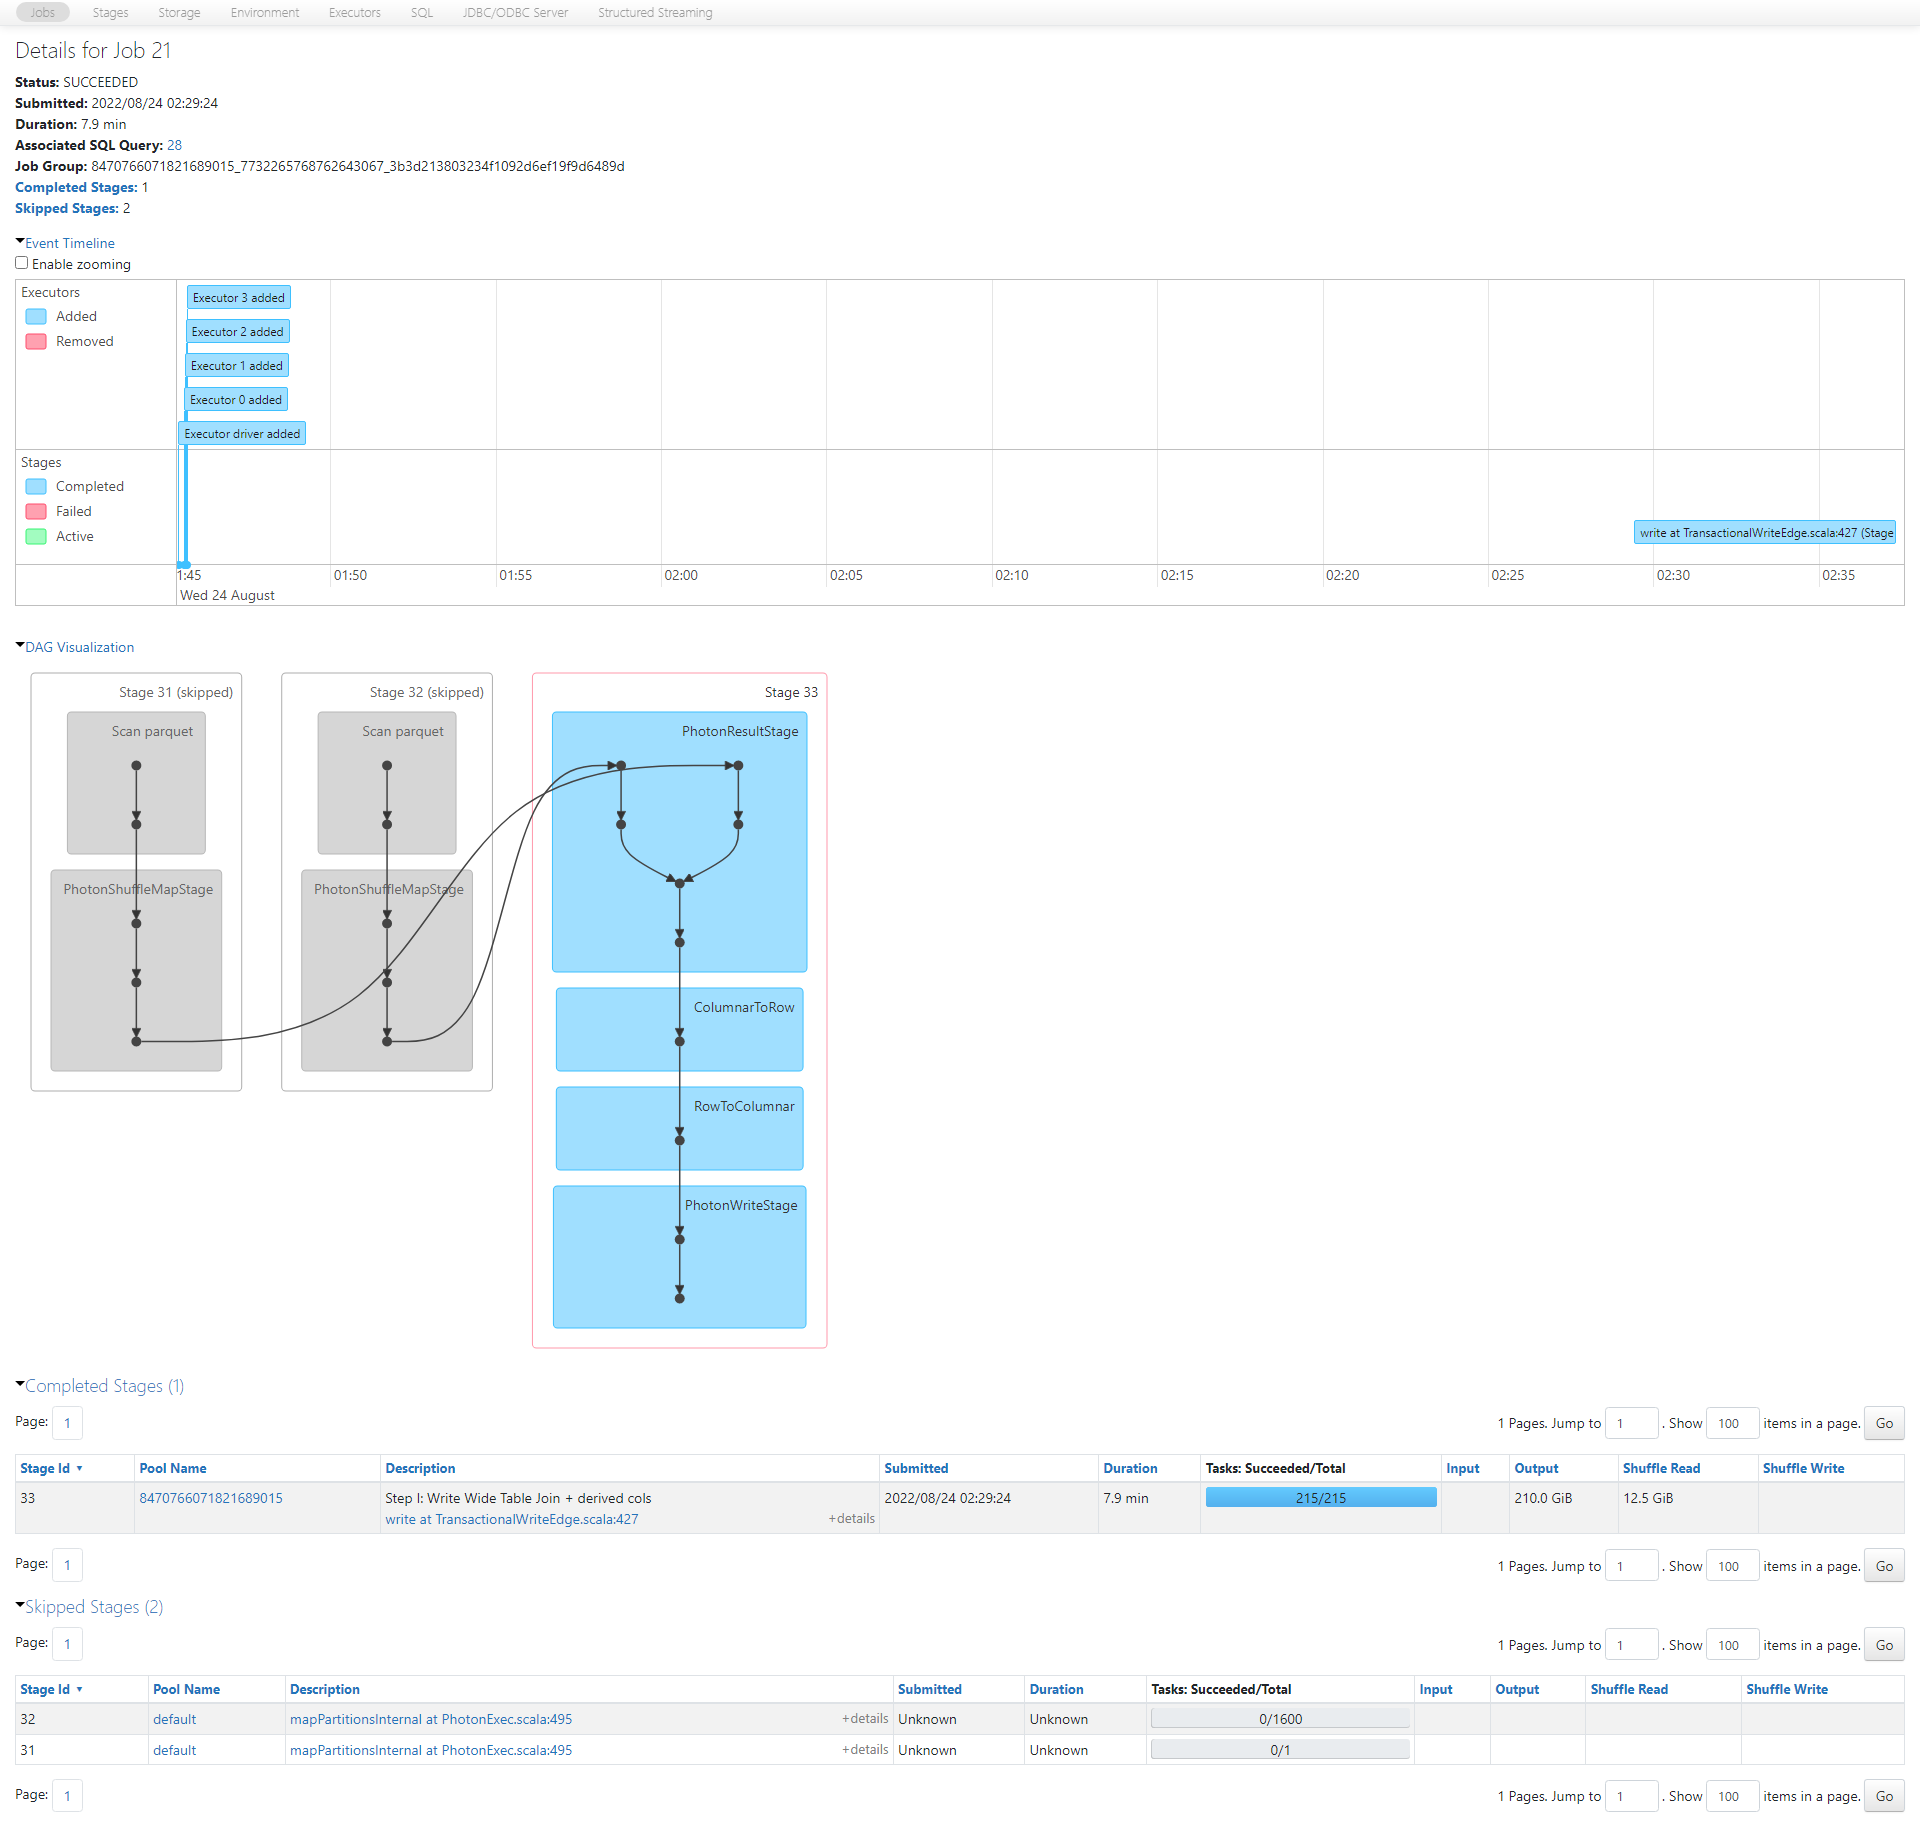 Jobs Stages Storage Environment Executors SQL JDBC/ODBC Server Structured Streaming
Details for Job 21
Status: SUCCEEDED
Submitted: 2022/08/24 02:29:24
Duration: 7.9 min
Associated SQL Query: 28
Job Group: 8470766071821689015_7732265768762643067_3b3d213803234f1092d6ef19f9d6489d
Completed Stages: 1
Skipped Stages: 2
Event Timeline
Enable zooming
Executors
Added
Removed
Executor 3 added
Executor 2 added
Executor 1 added
Executor 0 added
Executor driver added
Stages
Completed
Failed
Active
write at TransactionalWriteEdge.scala:427 (Stage
1:45 01:50 01:55 02:00 02:05 02:10 02:15 02:20 02:25 02:30 02:35
Wed 24 August
DAG Visualization
Stage 31 (skipped)
Scan parquet
PhotonShuffleMapStage
Stage 32 (skipped)
Scan parquet
PhotonShuffleMapStage
Stage 33
PhotonResultStage
ColumnarToRow
RowToColumnar
PhotonWriteStage
Completed Stages (1)
Page: 1 1 Pages. Jump to 1 . Show 100 items in a page. Go
Stage Id Pool Name Description Submitted Duration Tasks: Succeeded/Total Input Output Shuffle Read Shuffle Write
33 8470766071821689015 Step I: Write Wide Table Join + derived cols 2022/08/24 02:29:24 7.9 min 215/215 210.0 GiB 12.5 GiB
write at TransactionalWriteEdge.scala:427 +details
Page: 1 1 Pages. Jump to 1 . Show 100 items in a page. Go
Skipped Stages (2)
Page: 1 1 Pages. Jump to 1 . Show 100 items in a page. Go
Stage Id Pool Name Description Submitted Duration Tasks: Succeeded/Total Input Output Shuffle Read Shuffle Write
32 default mapPartitionsInternal at PhotonExec.scala:495 +details Unknown Unknown 0/1600
31 default mapPartitionsInternal at PhotonExec.scala:495 +details Unknown Unknown 0/1
Page: 1 1 Pages. Jump to 1 . Show 100 items in a page. Go